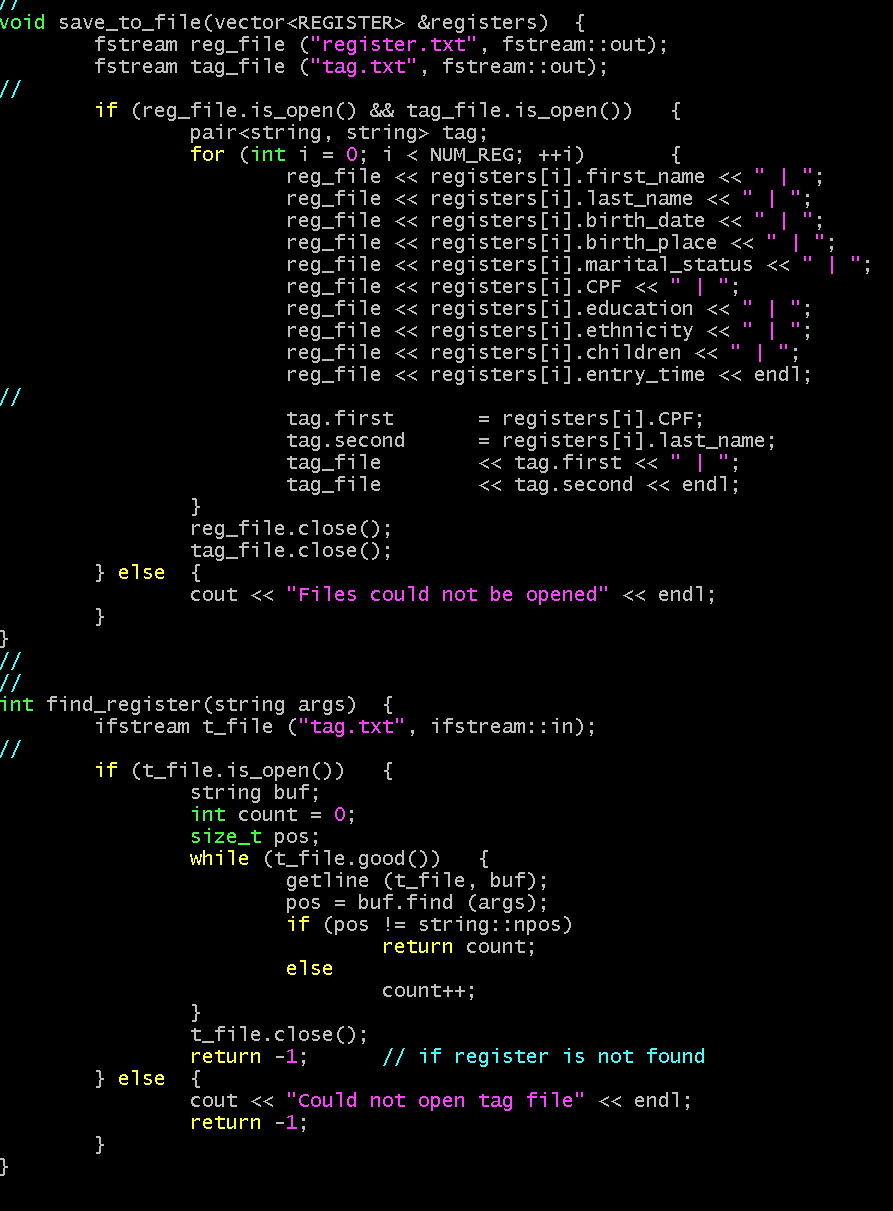 //
void save_to_file(vector<REGISTER> &registers)  {
        fstream reg_file ("register.txt", fstream::out);
        fstream tag_file ("tag.txt", fstream::out);
//
        if (reg_file.is_open() && tag_file.is_open())   {
                pair<string, string> tag;
                for (int i = 0; i < NUM_REG; ++i)       {
                        reg_file << registers[i].first_name << " | ";
                        reg_file << registers[i].last_name << " | ";
                        reg_file << registers[i].birth_date << " | ";
                        reg_file << registers[i].birth_place << " | ";
                        reg_file << registers[i].marital_status << " | ";
                        reg_file << registers[i].CPF << " | ";
                        reg_file << registers[i].education << " | ";
                        reg_file << registers[i].ethnicity << " | ";
                        reg_file << registers[i].children << " | ";
                        reg_file << registers[i].entry_time << endl;
//
                        tag.first       = registers[i].CPF;
                        tag.second      = registers[i].last_name;
                        tag_file        << tag.first << " | ";
                        tag_file        << tag.second << endl;
                }
                reg_file.close();
                tag_file.close();
        } else  {
                cout << "Files could not be opened" << endl;
        }
}
//
//
int find_register(string args)  {
        ifstream t_file ("tag.txt", ifstream::in);
//
        if (t_file.is_open())   {
                string buf;
                int count = 0;
                size_t pos;
                while (t_file.good())   {
                        getline (t_file, buf);
                        pos = buf.find (args);
                        if (pos != string::npos)
                                return count;
                        else
                                count++;
                }
                t_file.close();
                return -1;      // if register is not found
        } else  {
                cout << "Could not open tag file" << endl;
                return -1;
        }
}